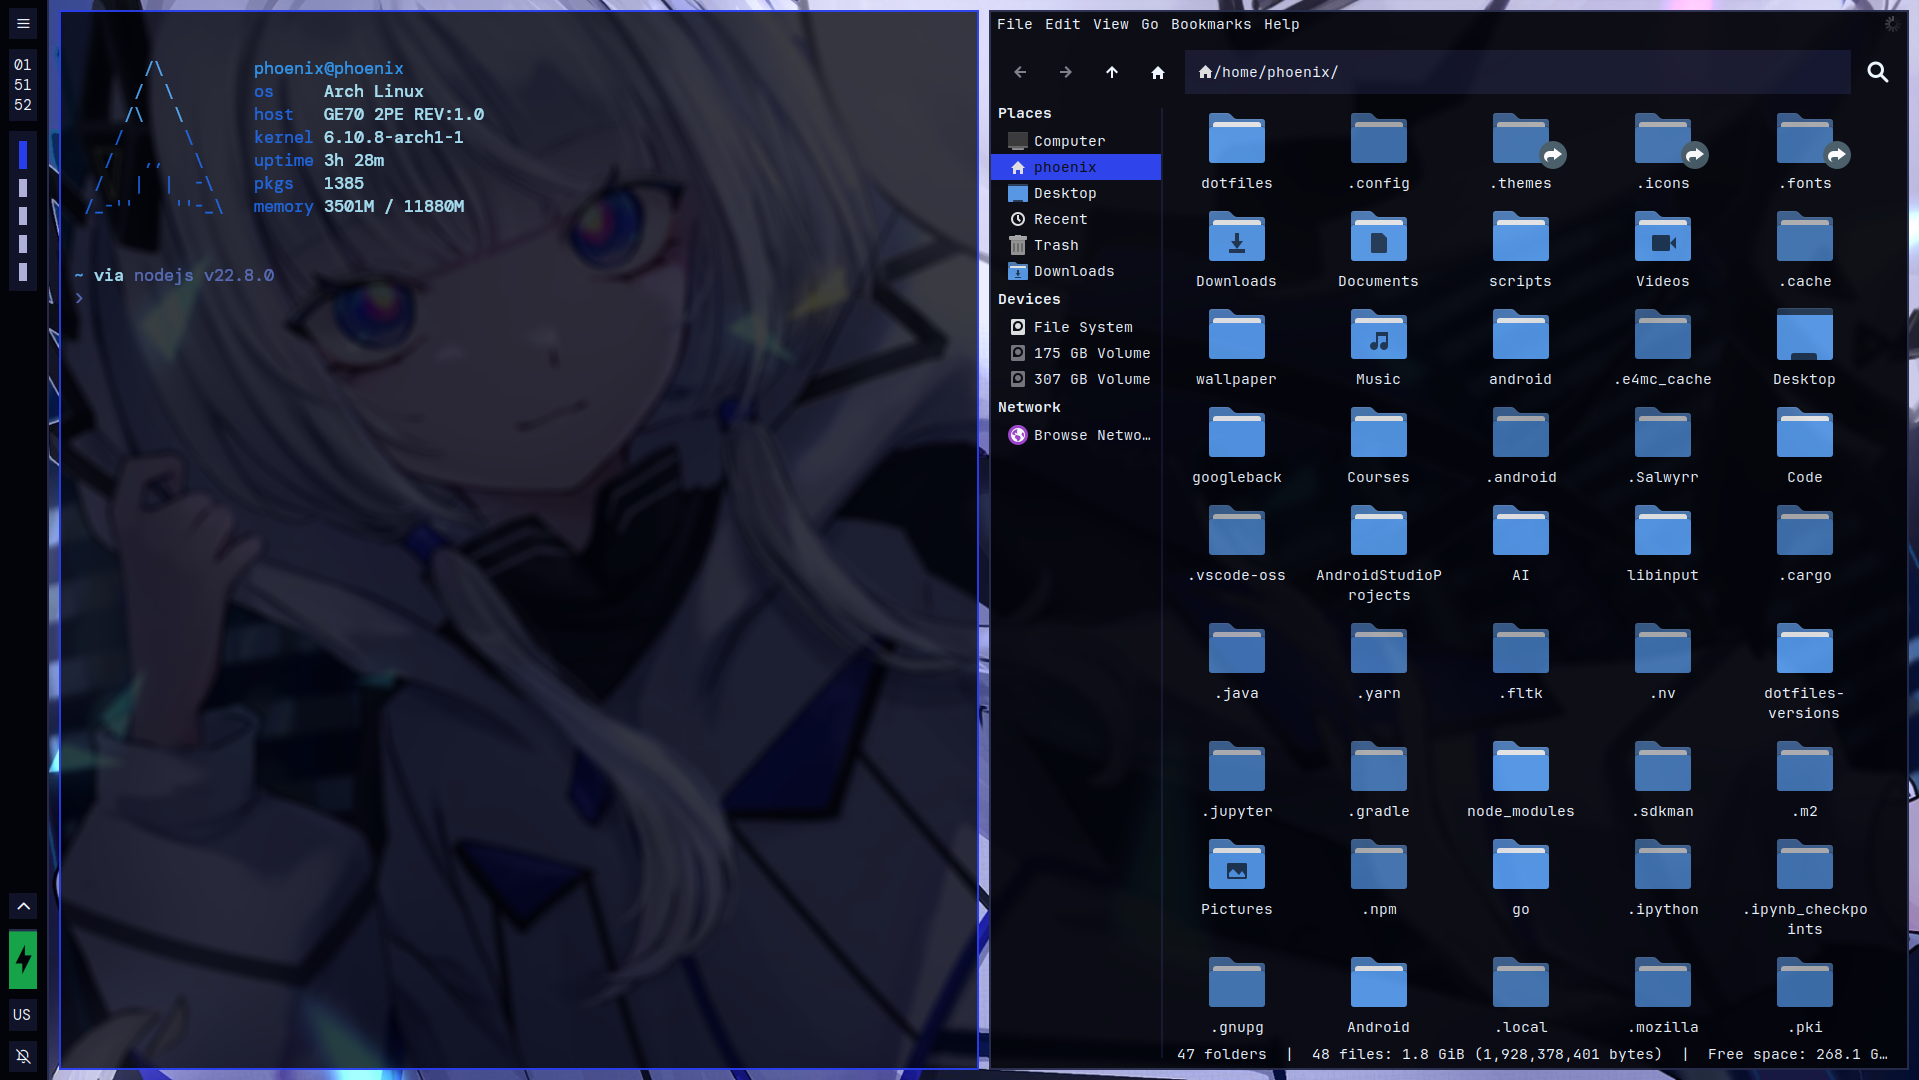 01
51
52
US
phoenix@phoenix
os Arch Linux
host GE70 2PE REV:1.0
kernel 6.10.8-arch1-1
uptime 3h 28m
pkgs 1385
memory 3501M / 11880M
~ via nodejs v22.8.0
❯
File Edit View Go Bookmarks Help
/home/phoenix/
Places
Computer
phoenix
Desktop
Recent
Trash
Downloads
Devices
File System
175 GB Volume
307 GB Volume
Network
Browse Netwo…
dotfiles .config .themes .icons .fonts
Downloads Documents scripts Videos .cache
wallpaper Music android .e4mc_cache Desktop
googleback Courses .android .Salwyrr Code
.vscode-oss AndroidStudioP AI libinput .cargo
rojects
.java .yarn .fltk .nv dotfiles-
versions
.jupyter .gradle node_modules .sdkman .m2
Pictures .npm go .ipython .ipynb_checkpo
ints
.gnupg Android .local .mozilla .pki
47 folders | 48 files: 1.8 GiB (1,928,378,401 bytes) | Free space: 268.1 G…